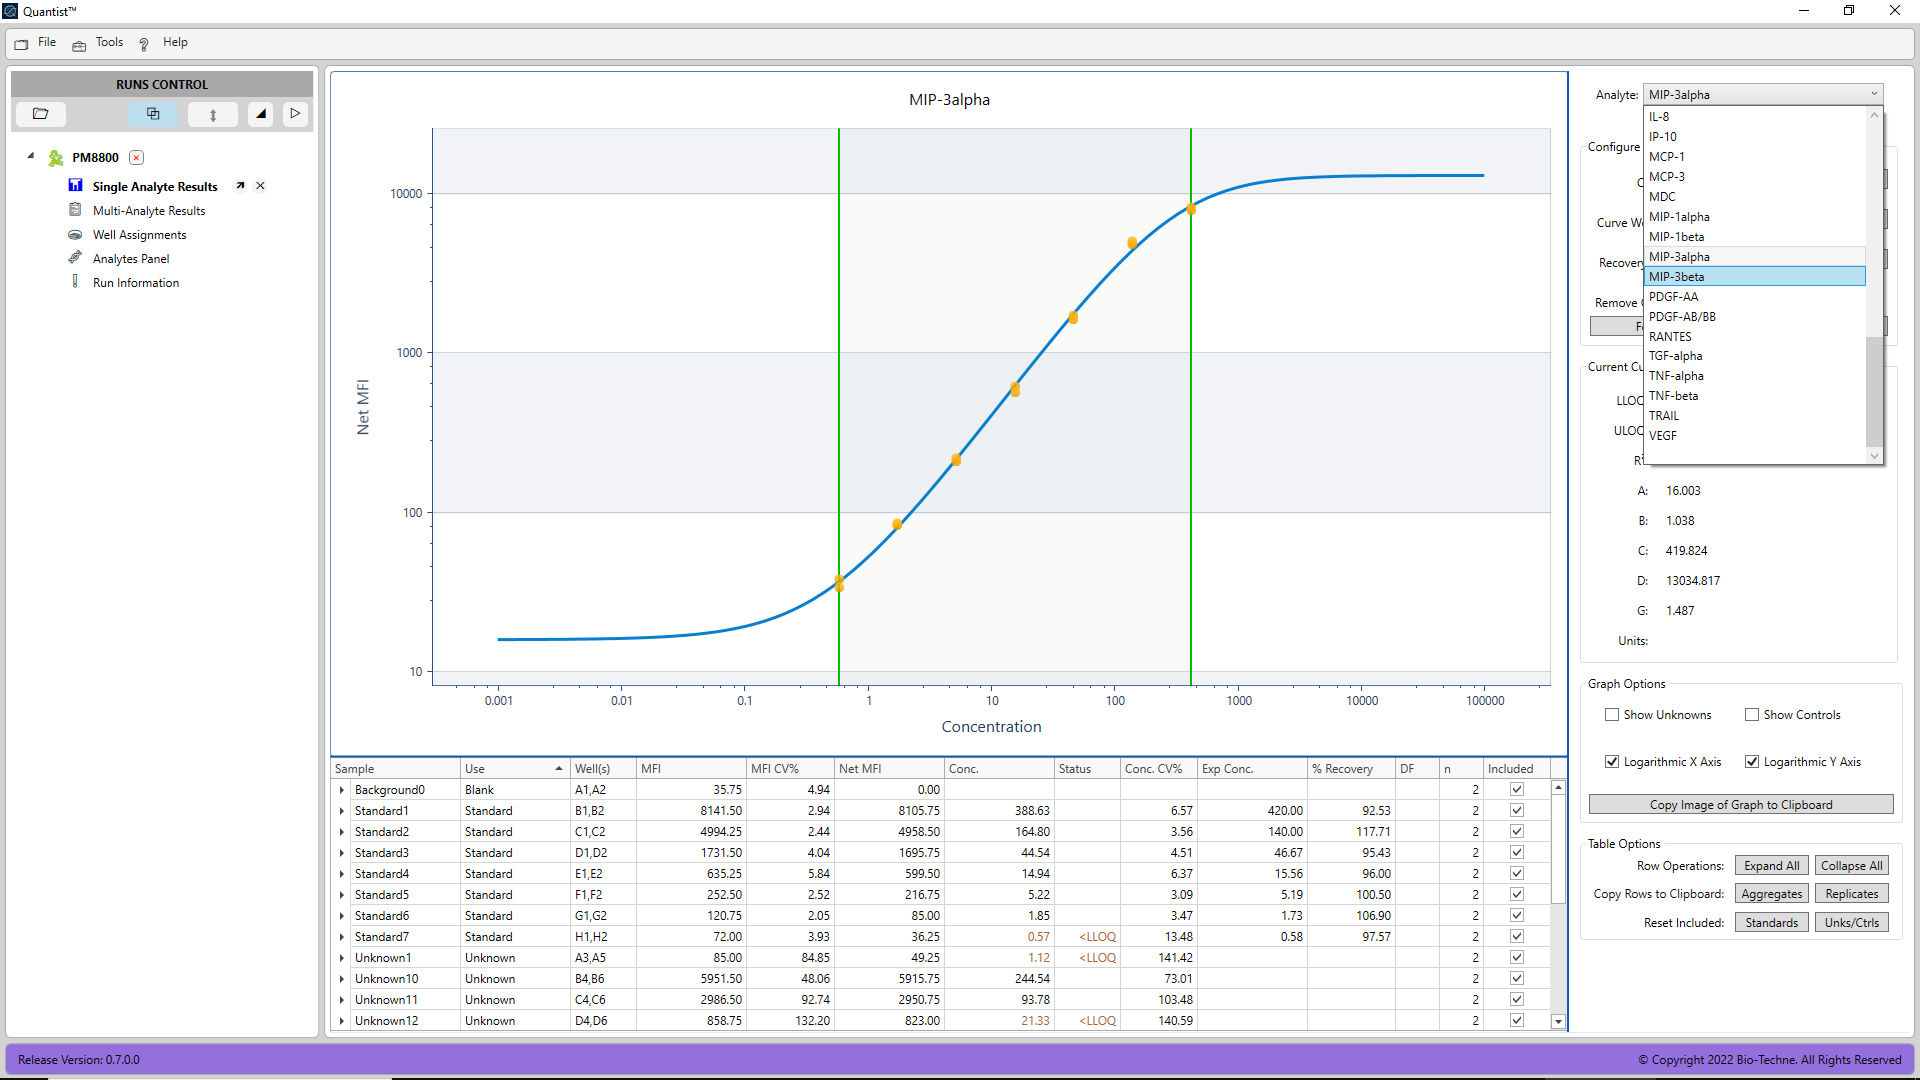 Quantist™
File Tools Help
RUNS CONTROL
PM8800
Single Analyte Results
Multi-Analyte Results
Well Assignments
Analytes Panel
Run Information
MIP-3alpha
Net MFI
10000
1000
100
10
0.001 0.01 0.1 1 10 100 1000 10000 100000
Concentration
Sample Use Well(s) MFI MFI CV% Net MFI Conc. Status Conc. CV% Exp Conc. % Recovery DF n Included
Background0 Blank A1,A2 35.75 4.94 0.00 2
Standard1 Standard B1,B2 8141.50 2.94 8105.75 388.63 6.57 420.00 92.53 2
Standard2 Standard C1,C2 4994.25 2.44 4958.50 164.80 3.56 140.00 117.71 2
Standard3 Standard D1,D2 1731.50 4.04 1695.75 44.54 4.51 46.67 95.43 2
Standard4 Standard E1,E2 635.25 5.84 599.50 14.94 6.37 15.56 96.00 2
Standard5 Standard F1,F2 252.50 2.52 216.75 5.22 3.09 5.19 100.50 2
Standard6 Standard G1,G2 120.75 2.05 85.00 1.85 3.47 1.73 106.90 2
Standard7 Standard H1,H2 72.00 3.93 36.25 0.57 <LLOQ 13.48 0.58 97.57 2
Unknown1 Unknown A3,A5 85.00 84.85 49.25 1.12 <LLOQ 141.42 2
Unknown10 Unknown B4,B6 5951.50 48.06 5915.75 244.54 73.01 2
Unknown11 Unknown C4,C6 2986.50 92.74 2950.75 93.78 103.48 2
Unknown12 Unknown D4,D6 858.75 132.20 823.00 21.33 <LLOQ 140.59 2
Analyte: MIP-3alpha
IL-8
IP-10
MCP-1
MCP-3
MDC
MIP-1alpha
MIP-1beta
MIP-3alpha
MIP-3beta
PDGF-AA
PDGF-AB/BB
RANTES
TGF-alpha
TNF-alpha
TNF-beta
TRAIL
VEGF
Configure
Curve
Recovery
Remove
Current
LLOQ
ULOQ
A: 16.003
B: 1.038
C: 419.824
D: 13034.817
G: 1.487
Units:
Graph Options
Show Unknowns Show Controls
Logarithmic X Axis Logarithmic Y Axis
Copy Image of Graph to Clipboard
Table Options
Row Operations: Expand All Collapse All
Copy Rows to Clipboard: Aggregates Replicates
Reset Included: Standards Unks/Ctrls
Release Version: 0.7.0.0
© Copyright 2022 Bio-Techne. All Rights Reserved